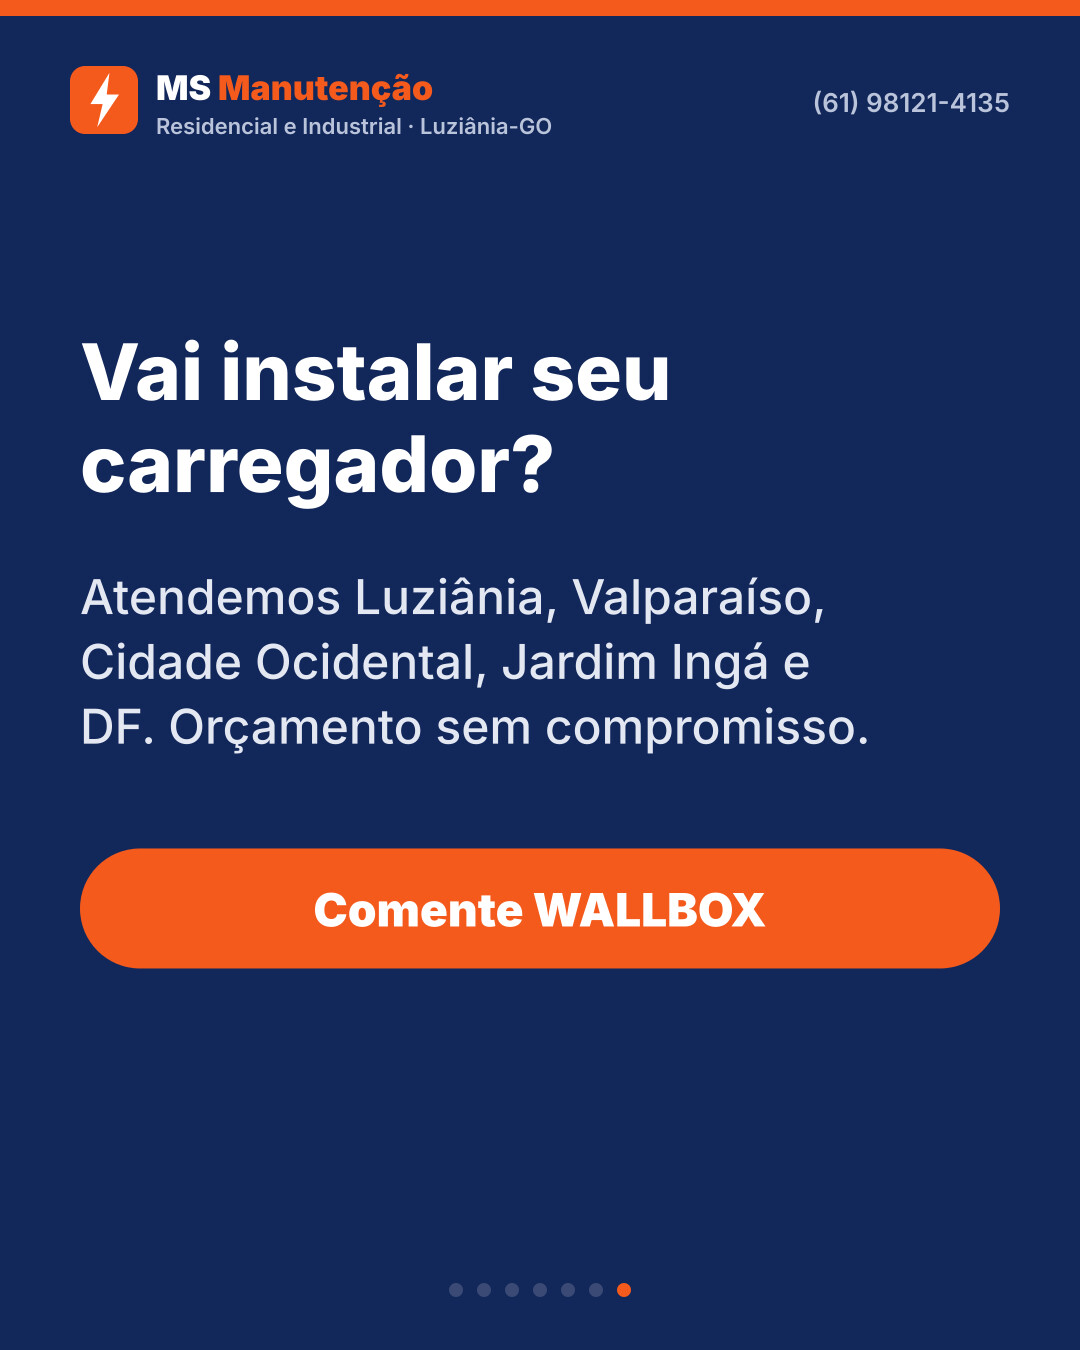 MS Manutenção
Residencial e Industrial · Luziânia-GO
(61) 98121-4135
Vai instalar seu
carregador?
Atendemos Luziânia, Valparaíso,
Cidade Ocidental, Jardim Ingá e
DF. Orçamento sem compromisso.
Comente WALLBOX